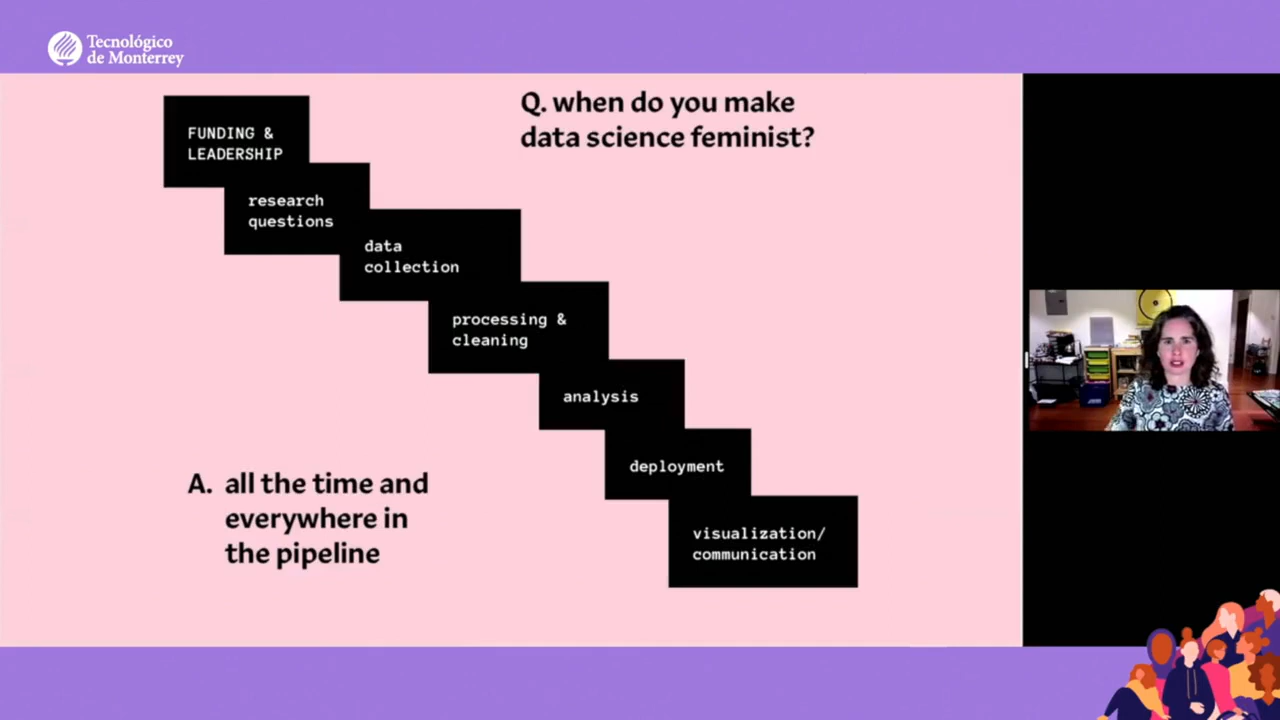 Tecnológico
de Monterrey
Q. when do you make
data science feminist?
FUNDING &
LEADERSHIP
research
questions
data
collection
processing &
cleaning
analysis
deployment
visualization/
communication
A. all the time and
everywhere in
the pipeline